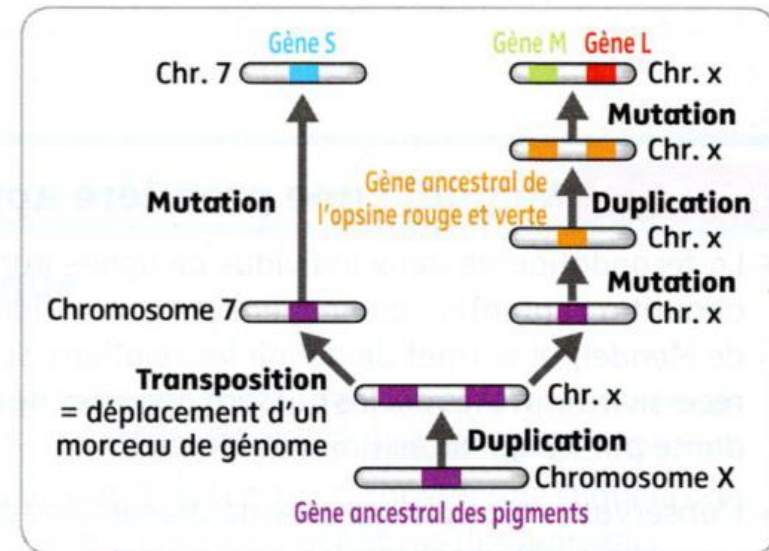 Gène S
Gène M Gène L
Chr. 7
Chr. x
Mutation
Chr. x
Gène ancestral de
l'opsine rouge et verte
Mutation
Duplication
Chr. x
Mutation
Chromosome 7
Chr. x
Transposition
= déplacement d'un
morceau de génome
Chr. x
Duplication
Chromosome X
Gène ancestral des pigments